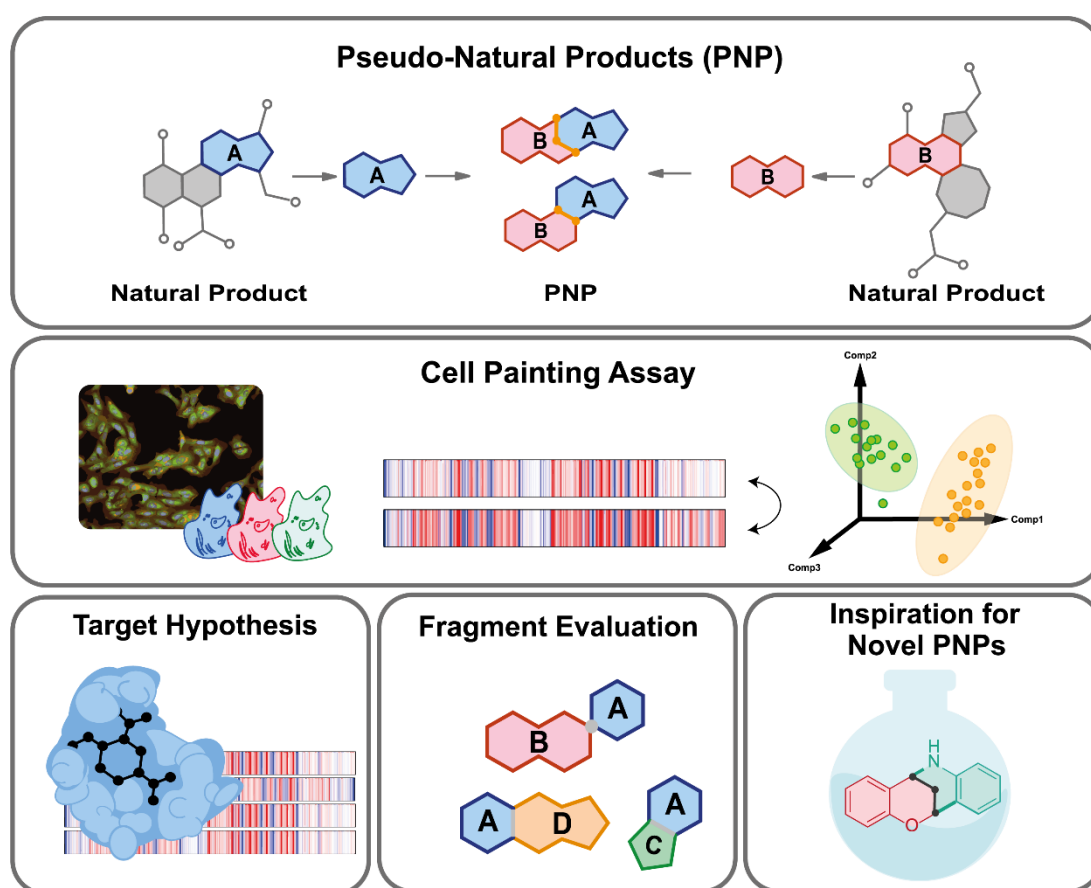 Pseudo-Natural Products (PNP)
A
A
B
A
B
A
B
B
Natural Product
PNP
Natural Product
Cell Painting Assay
Comp2
Comp1
Comp3
Target Hypothesis
Fragment Evaluation
B
A
A
D
A
C
Inspiration for
Novel PNPs
H
N
O